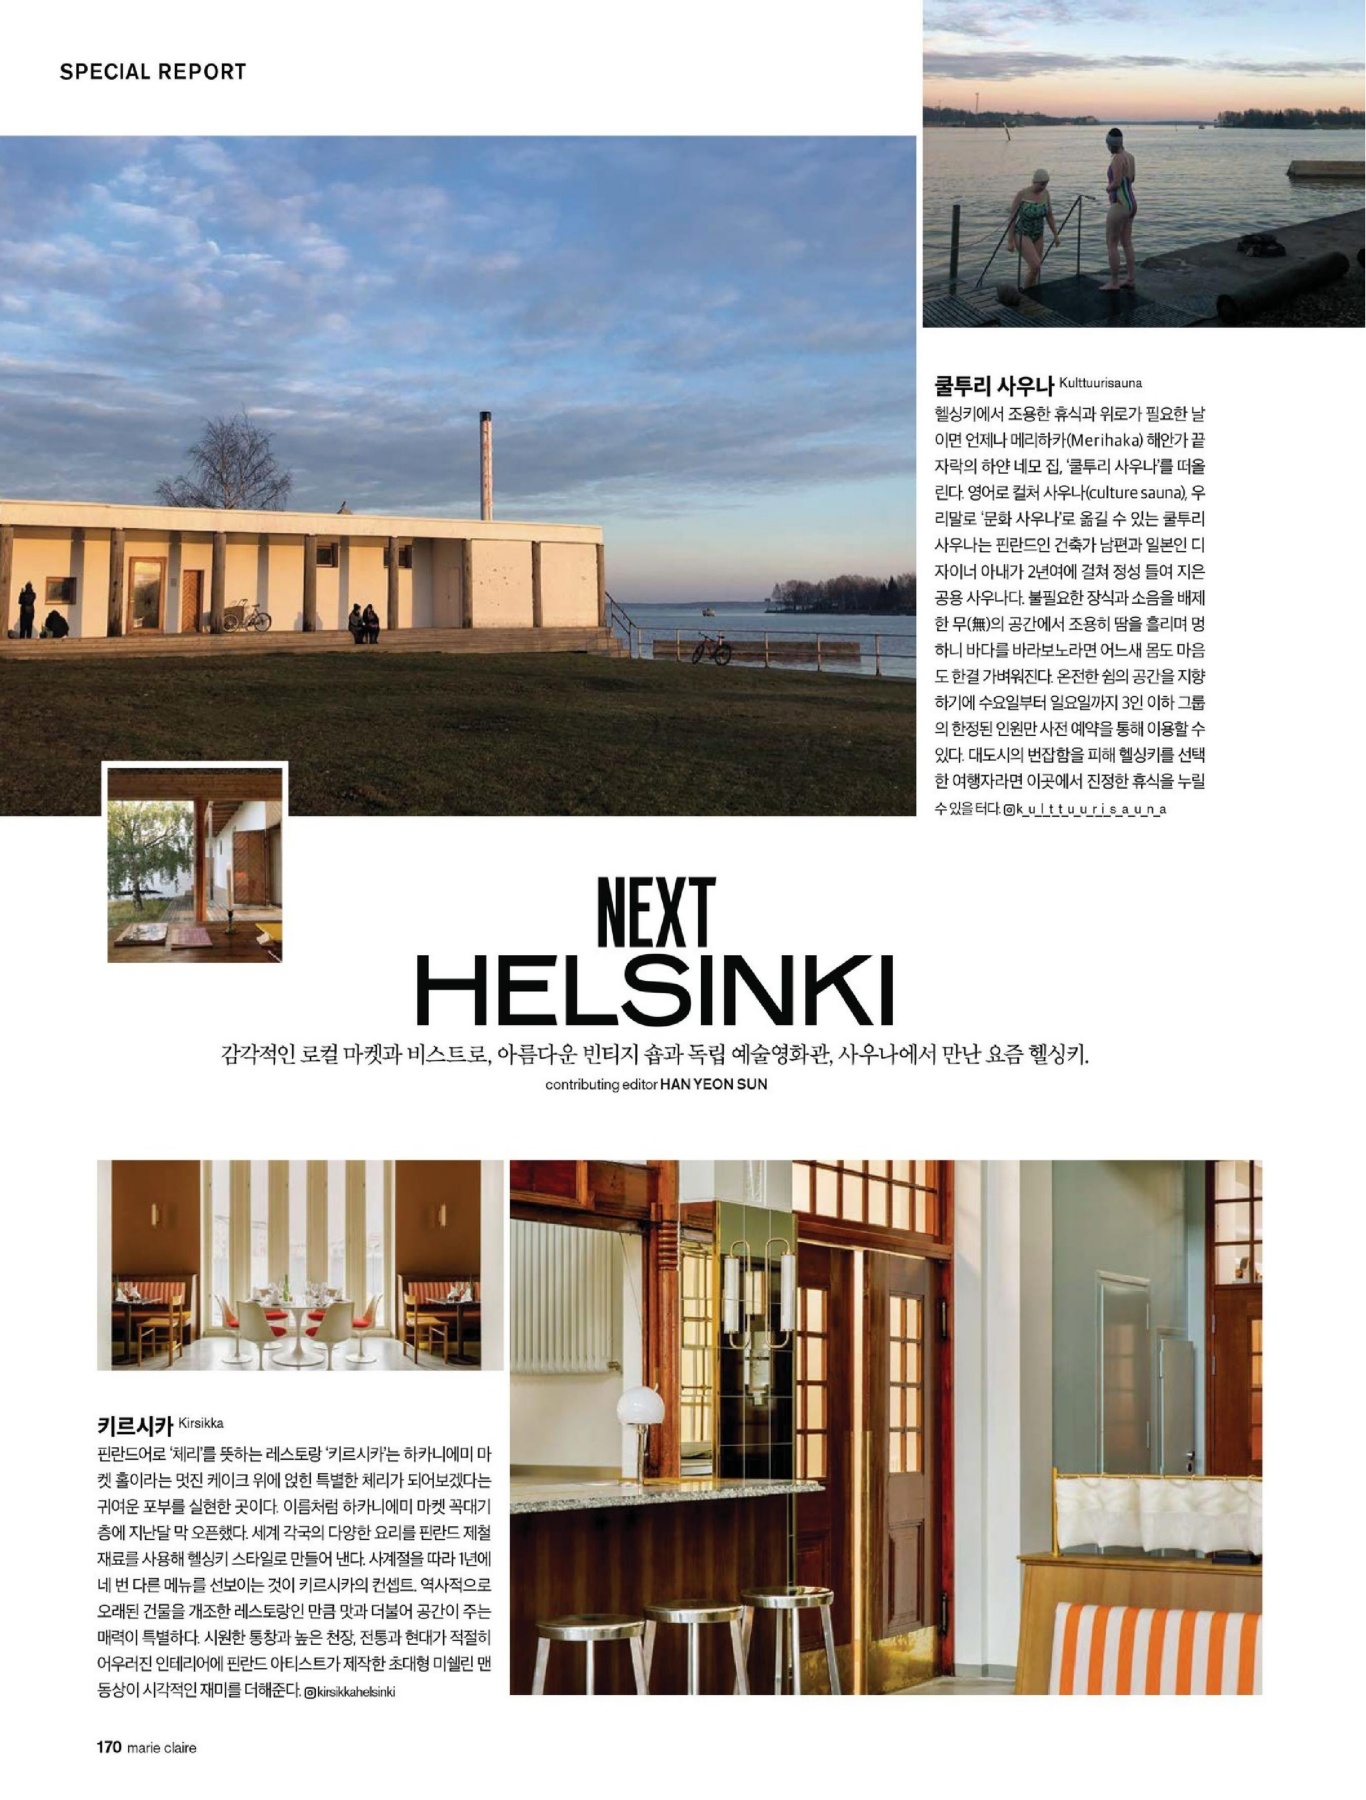 SPECIAL REPORT
쿨투리 사우나 Kulttuurisauna
헬싱키에서 조용한 휴식과 위로가 필요한 날
이면 언제나 메리하카(Merihaka) 해안가 끝
자락의 하얀 네모 집, ‘쿨투리 사우나’를 떠올
린다. 영어로 컬처 사우나(culture sauna), 우
리말로 ‘문화 사우나’로 옮길 수 있는 쿨투리
사우나는 핀란드인 건축가 남편과 일본인 디
자이너 아내가 2년여에 걸쳐 정성 들여 지은
공용 사우나다. 불필요한 장식과 소음을 배제
한 무(無)의 공간에서 조용히 땀을 흘리며 멍
하니 바다를 바라보노라면 어느새 몸도 마음
도 한결 가벼워진다. 온전한 쉼의 공간을 지향
하기에 수요일부터 일요일까지 3인 이하 그룹
의 한정된 인원만 사전 예약을 통해 이용할 수
있다. 대도시의 번잡함을 피해 헬싱키를 선택
한 여행자라면 이곳에서 진정한 휴식을 누릴
수 있을 터다. k_u_l_t_t_u_u_r_i_s_a_u_n_a
NEXT
HELSINKI
감각적인 로컬 마켓과 비스트로, 아름다운 빈티지 숍과 독립 예술영화관, 사우나에서 만난 요즘 헬싱키.
contributing editor HAN YEON SUN
키르시카 Kirsikka
핀란드어로 ‘체리’를 뜻하는 레스토랑 ‘키르시카’는 하카니에미 마
켓 홀이라는 멋진 케이크 위에 얹힌 특별한 체리가 되어보겠다는
귀여운 포부를 실현한 곳이다. 이름처럼 하카니에미 마켓 꼭대기
층에 지난달 막 오픈했다. 세계 각국의 다양한 요리를 핀란드 제철
재료를 사용해 헬싱키 스타일로 만들어 낸다. 사계절을 따라 1년에
네 번 다른 메뉴를 선보이는 것이 키르시카의 컨셉트. 역사적으로
오래된 건물을 개조한 레스토랑인 만큼 맛과 더불어 공간이 주는
매력이 특별하다. 시원한 통창과 높은 천장, 전통과 현대가 적절히
어우러진 인테리어에 핀란드 아티스트가 제작한 초대형 미쉐린 맨
동상이 시각적인 재미를 더해준다. kirsikkahelsinki
170 marie claire